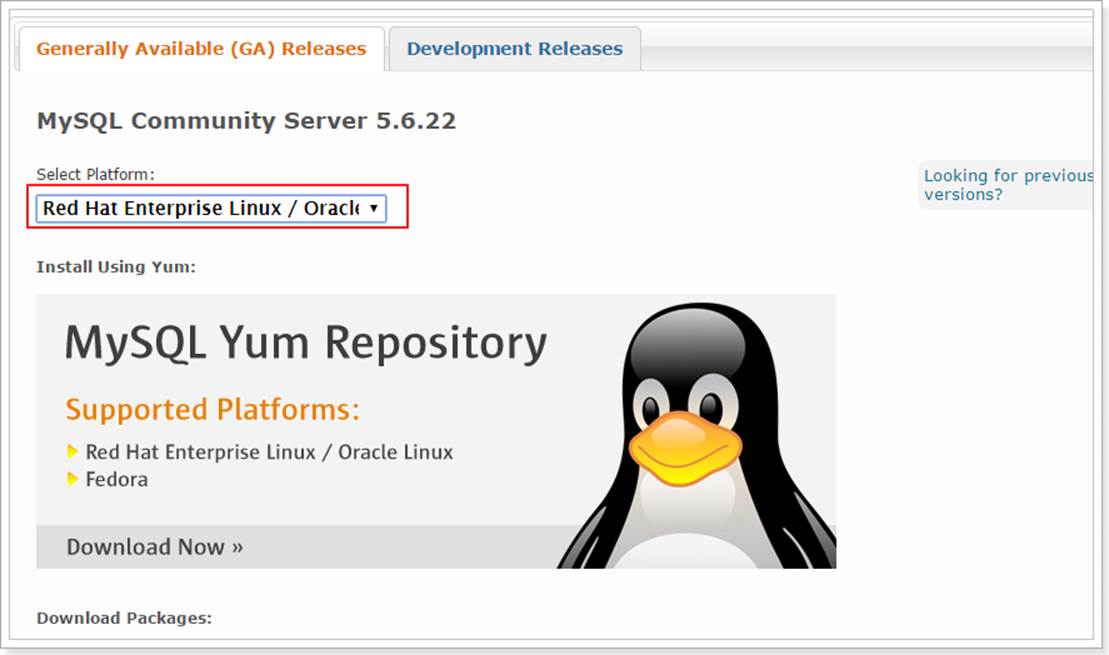 Generally Available (GA) Releases
Development Releases
MySQL Community Server 5.6.22
Select Platform:
Looking for previous
versions?
Red Hat Enterprise Linux / Oracle
Install Using Yum:
MySQL Yum Repository
Supported Platforms:
Red Hat Enterprise Linux / Oracle Linux
Fedora
Download Now »
Download Packages: